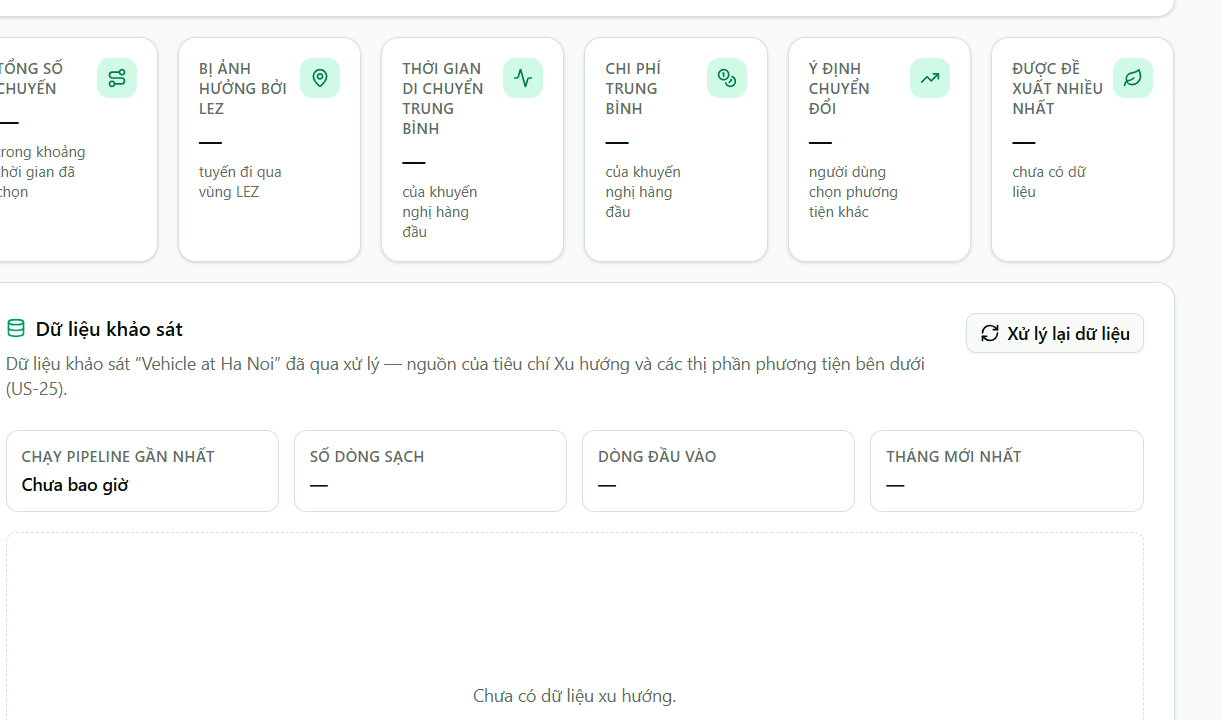 TỔNG SỐ
CHUYẾN
—
trong khoảng
thời gian đã
chọn
BỊ ẢNH
HƯỞNG BỞI
LEZ
—
tuyến đi qua
vùng LEZ
THỜI GIAN
DI CHUYỂN
TRUNG
BÌNH
—
của khuyến
nghị hàng
đầu
CHI PHÍ
TRUNG
BÌNH
—
của khuyến
nghị hàng
đầu
Ý ĐỊNH
CHUYỂN
ĐỔI
—
người dùng
chọn phương
tiện khác
ĐƯỢC ĐỀ
XUẤT NHIỀU
NHẤT
—
chưa có dữ
liệu
Dữ liệu khảo sát
Xử lý lại dữ liệu
Dữ liệu khảo sát “Vehicle at Ha Noi” đã qua xử lý — nguồn của tiêu chí Xu hướng và các thị phần phương tiện bên dưới
(US-25).
CHẠY PIPELINE GẦN NHẤT
Chưa bao giờ
SỐ DÒNG SẠCH
—
DÒNG ĐẦU VÀO
—
THÁNG MỚI NHẤT
—
Chưa có dữ liệu xu hướng.